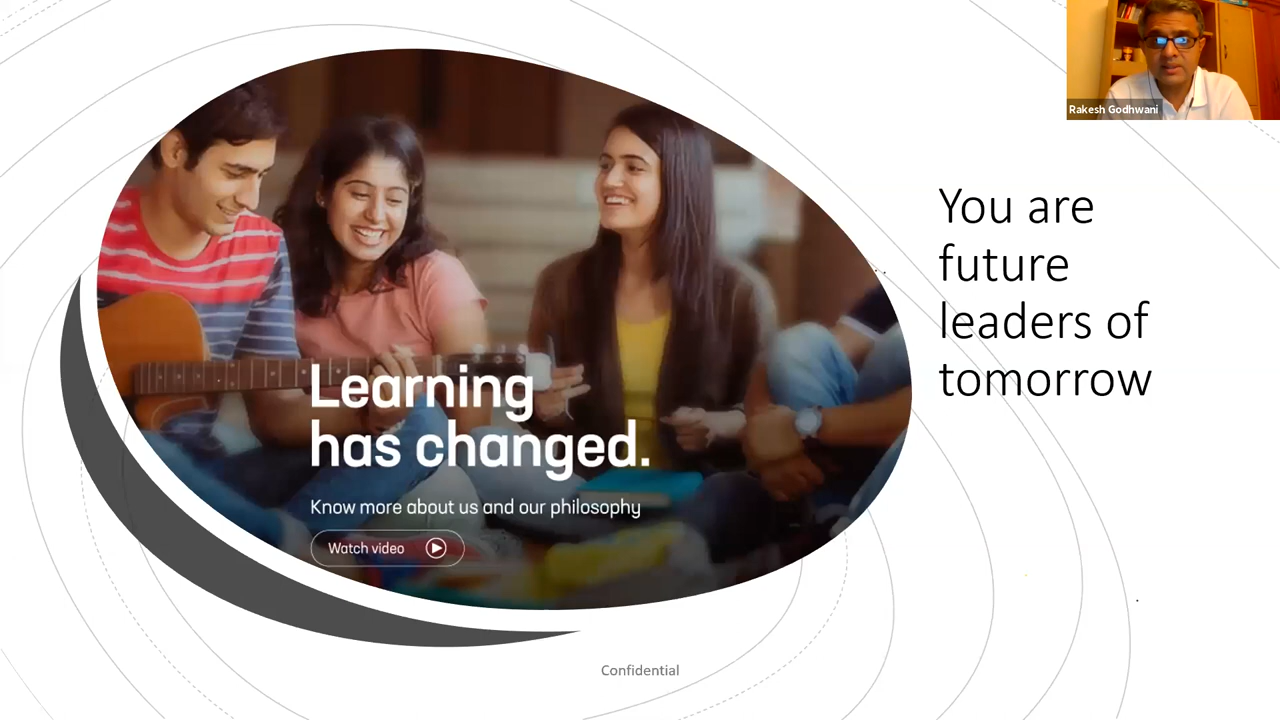 Rakesh Godhwani
You are
future
leaders of
tomorrow
Learning
has changed.
Know more about us and our philosophy
Watch video
Confidential